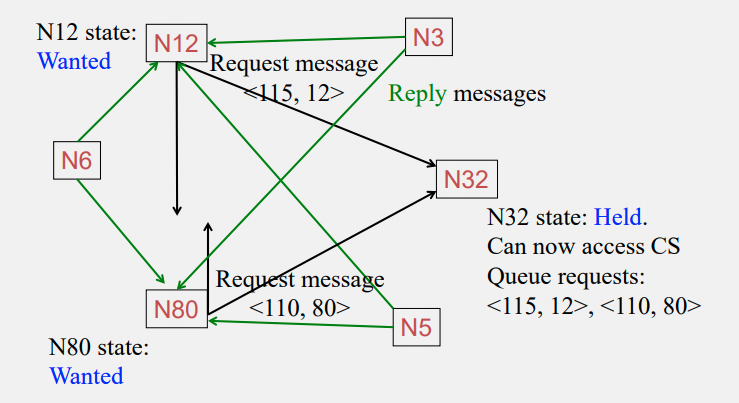 N12 state:
Wanted
N12
N3
Request message
<115, 12>
Reply messages
N6
N32
N32 state: Held.
Can now access CS
Queue requests:
<115, 12>, <110, 80>
Request message
<110, 80>
N80
N5
N80 state:
Wanted